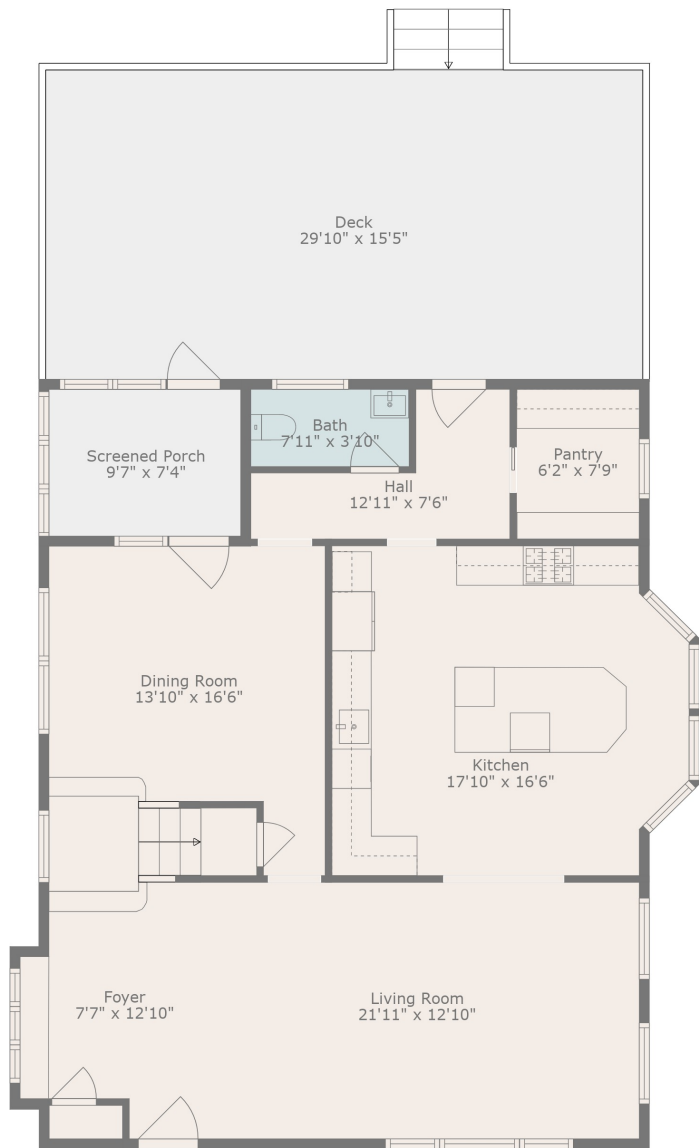 Deck
29'10" x 15'5"
Bath
7'11" x 3'10"
Screened Porch
9'7" x 7'4"
Pantry
6'2" x 7'9"
Hall
12'11" x 7'6"
Dining Room
13'10" x 16'6"
Kitchen
17'10" x 16'6"
Foyer
7'7" x 12'10"
Living Room
21'11" x 12'10"